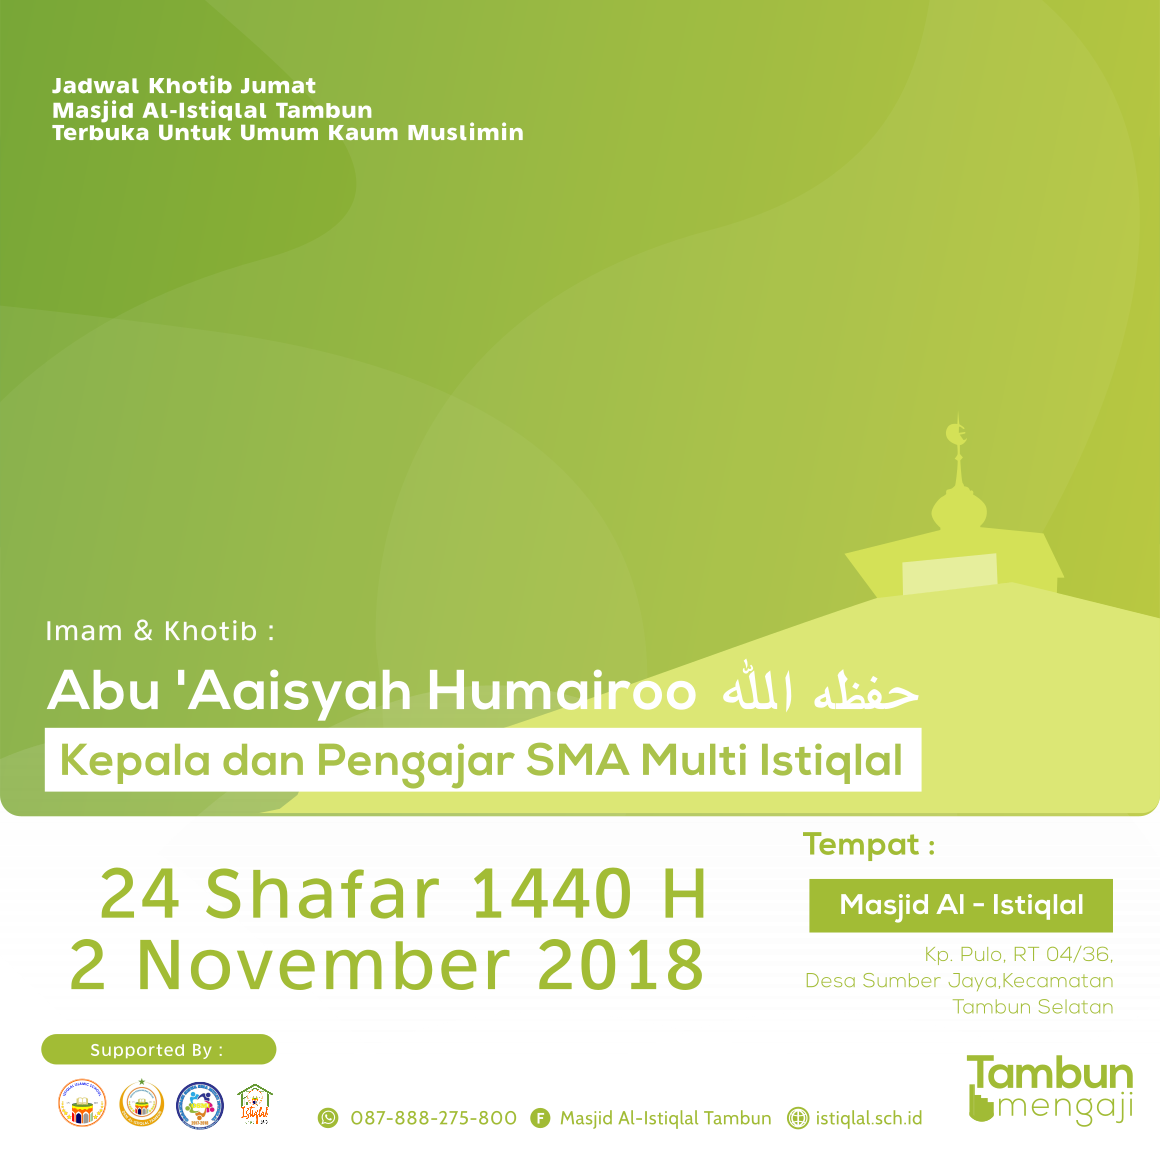 Jadwal Khotib Jumat
Masjid Al-Istiqlal Tambun
Terbuka Untuk Umum Kaum Muslimin
Imam & Khotib :
Abu 'Aaisyah Humairoo حفظه الله
Kepala dan Pengajar SMA Multi Istiqlal
24 Shafar 1440 H
2 November 2018
Tempat :
Masjid Al - Istiqlal
Kp. Pulo, RT 04/36,
Desa Sumber Jaya,Kecamatan
Tambun Selatan
Supported By :
Istiqlal
087-888-275-800
F Masjid Al-Istiqlal Tambun
istiqlal.sch.id
Tambun
mengaji